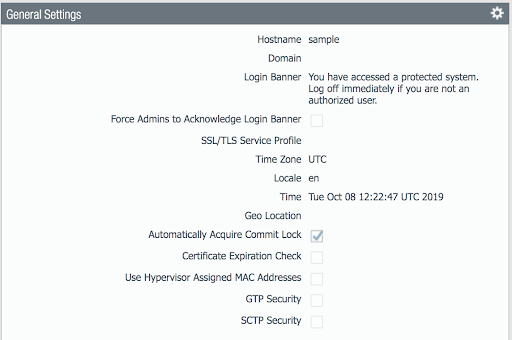 General Settings
Hostname sample
Domain
Login Banner You have accessed a protected system.
Log off immediately if you are not an
authorized user.
Force Admins to Acknowledge Login Banner
SSL/TLS Service Profile
Time Zone UTC
Locale en
Time Tue Oct 08 12:22:47 UTC 2019
Geo Location
Automatically Acquire Commit Lock
Certificate Expiration Check
Use Hypervisor Assigned MAC Addresses
GTP Security
SCTP Security